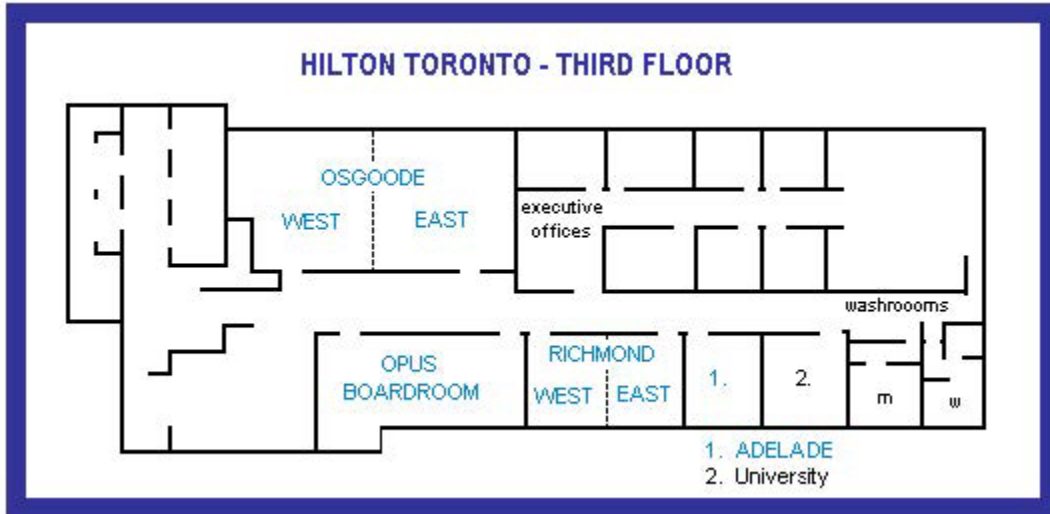 HILTON TORONTO - THIRD FLOOR
OSGOODE
WEST
EAST
executive
offices
washroooms
OPUS
BOARDROOM
RICHMOND
WEST
EAST
1.
2.
m
w
1. ADELADE
2. University